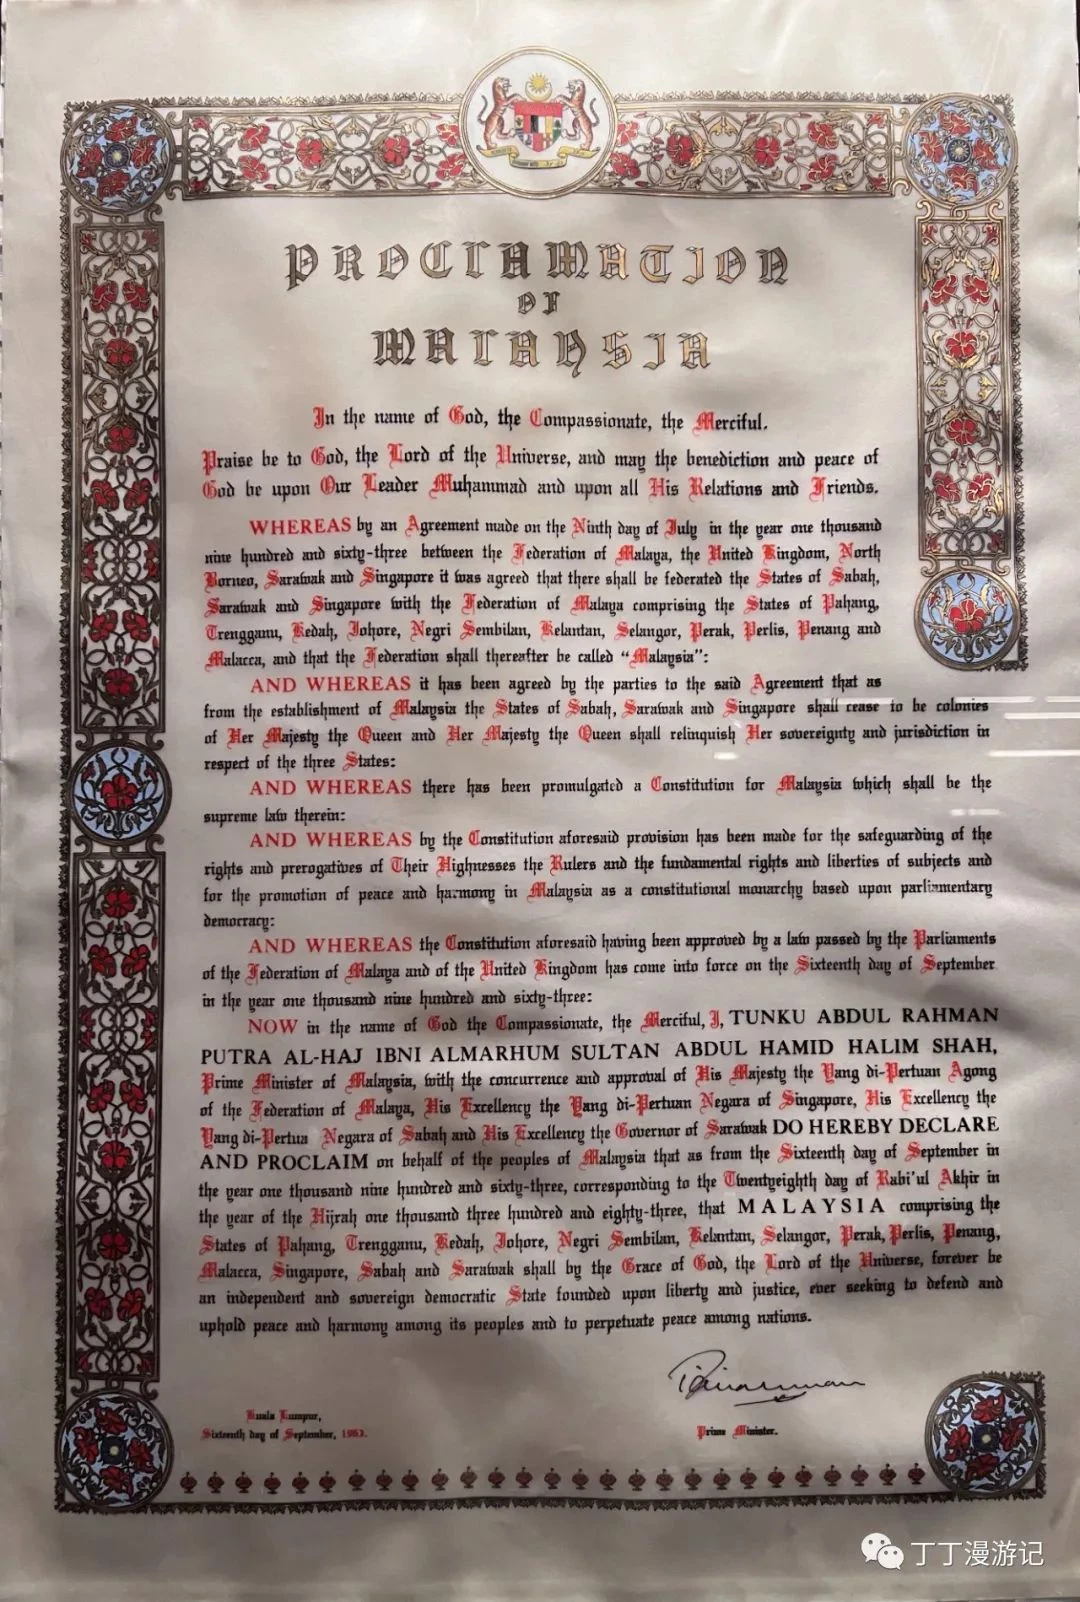 PROCLAMATION
OF
MALAYSIA
In the name of God, the Compassionate, the Merciful.
Praise be to God, the Lord of the Universe, and may the benediction and peace of
God be upon Our Leader Muhammad and upon all His Relations and Friends.
WHEREAS by an Agreement made on the Ninth day of July in the year one thousand
nine hundred and sixty-three between the Federation of Malaya, the United Kingdom, North
Borneo, Sarawak and Singapore it was agreed that there shall be federated the States of Sabah,
Sarawak and Singapore with the Federation of Malaya comprising the States of Pahang,
Trengganu, Kedah, Johore, Negri Sembilan, Kelantan, Selangor, Perak, Perlis, Penang and
Malacca, and that the Federation shall thereafter be called “Malaysia”:
AND WHEREAS it has been agreed by the parties to the said Agreement that as
from the establishment of Malaysia the States of Sabah, Sarawak and Singapore shall cease to be colonies
of Her Majesty the Queen and Her Majesty the Queen shall relinquish Her sovereignty and jurisdiction in
respect of the three States:
AND WHEREAS there has been promulgated a Constitution for Malaysia which shall be the
supreme law therein:
AND WHEREAS by the Constitution aforesaid provision has been made for the safeguarding of the
rights and prerogatives of Their Highnesses the Rulers and the fundamental rights and liberties of subjects and
for the promotion of peace and harmony in Malaysia as a constitutional monarchy based upon parliamentary
democracy:
AND WHEREAS the Constitution aforesaid having been approved by a law passed by the Parliaments
of the Federation of Malaya and of the United Kingdom has come into force on the Sixteenth day of September
in the year one thousand nine hundred and sixty-three:
NOW in the name of God the Compassionate, the Merciful, I, TUNKU ABDUL RAHMAN
PUTRA AL-HAJ IBNI ALMARHUM SULTAN ABDUL HAMID HALIM SHAH,
Prime Minister of Malaysia, with the concurrence and approval of His Majesty the Yang di-Pertuan Agong
of the Federation of Malaya, His Excellency the Yang di-Pertuan Negara of Singapore, His Excellency the
Yang di-Pertua Negara of Sabah and His Excellency the Governor of Sarawak DO HEREBY DECLARE
AND PROCLAIM on behalf of the peoples of Malaysia that as from the Sixteenth day of September in
the year one thousand nine hundred and sixty-three, corresponding to the Twentyeighth day of Rabi'ul Akhir in
the year of the Hijrah one thousand three hundred and eighty-three, that MALAYSIA comprising the
States of Pahang, Trengganu, Kedah, Johore, Negri Sembilan, Kelantan, Selangor, Perak, Perlis, Penang,
Malacca, Singapore, Sabah and Sarawak shall by the Grace of God, the Lord of the Universe, forever be
an independent and sovereign democratic State founded upon liberty and justice, ever seeking to defend and
uphold peace and harmony among its peoples and to perpetuate peace among nations.
Kuala Lumpur,
Sixteenth day of September, 1963.
Prime Minister.
丁丁漫游记